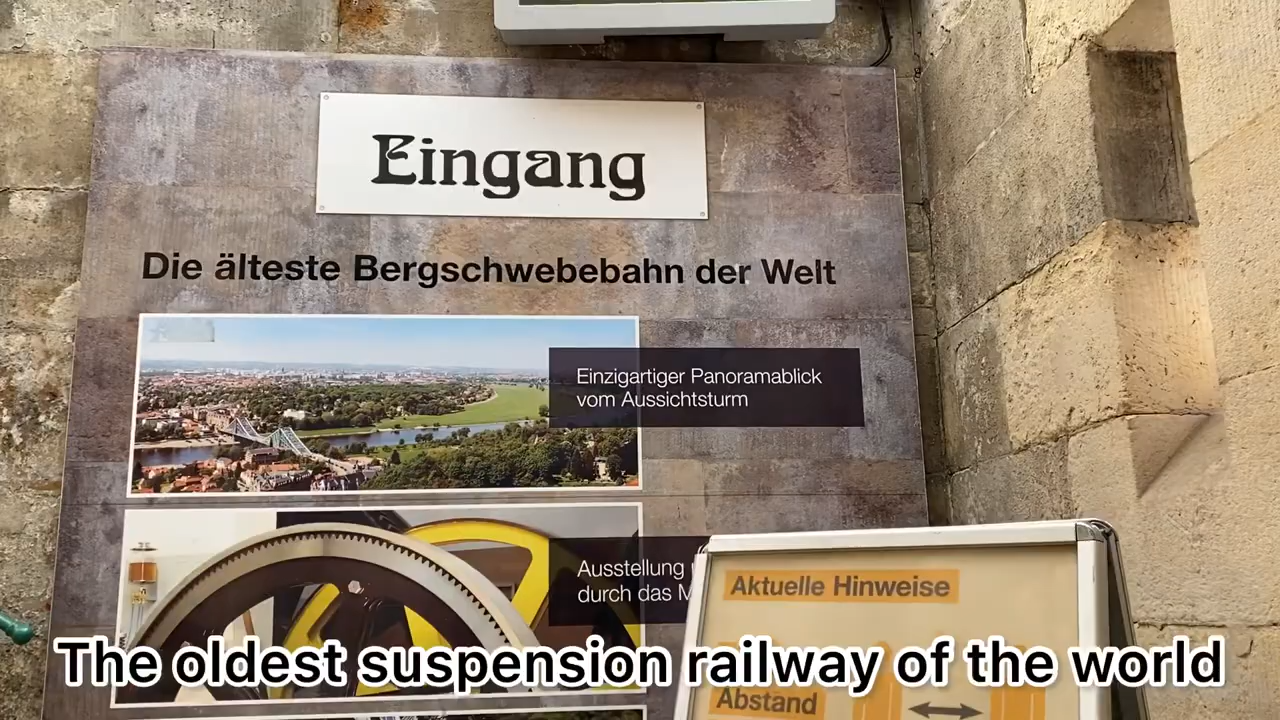 Eingang
Die älteste Bergschwebebahn der Welt
Einzigartiger Panoramablick
vom Aussichtsturm
Ausstellung
durch das
Aktuelle Hinweise
Abstand
The oldest suspension railway of the world